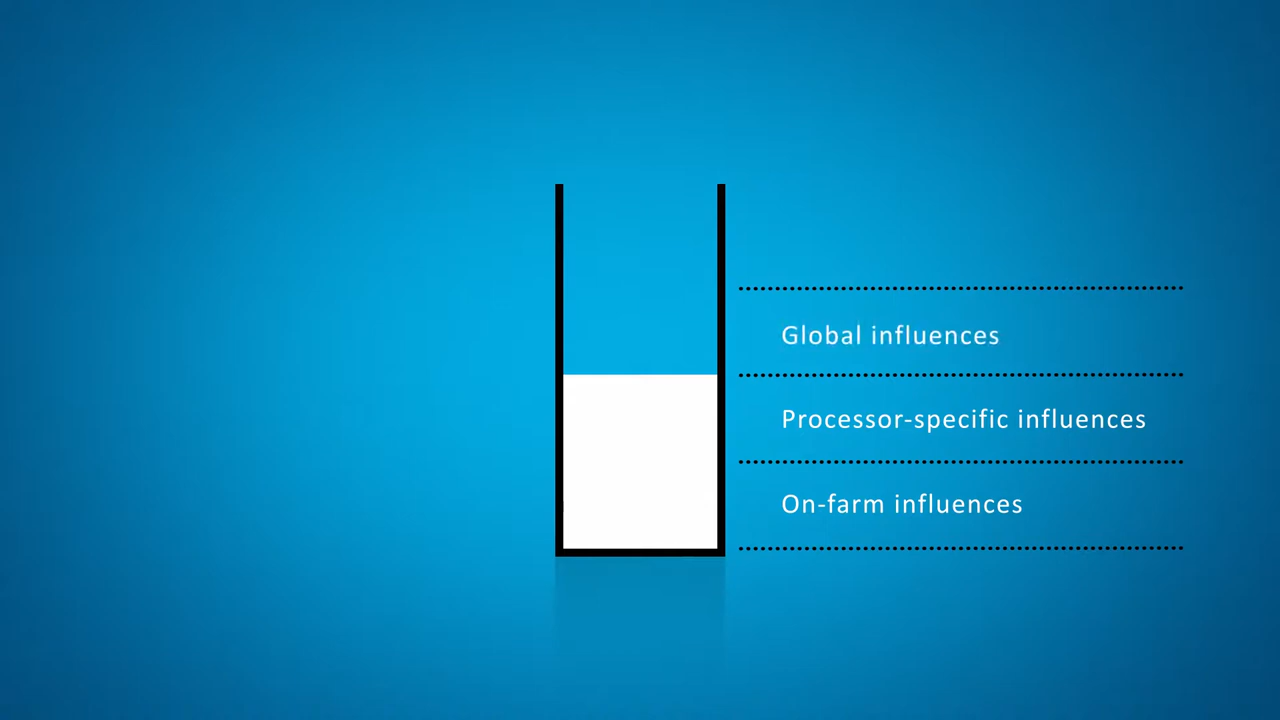 Global influences
Processor-specific influences
On-farm influences